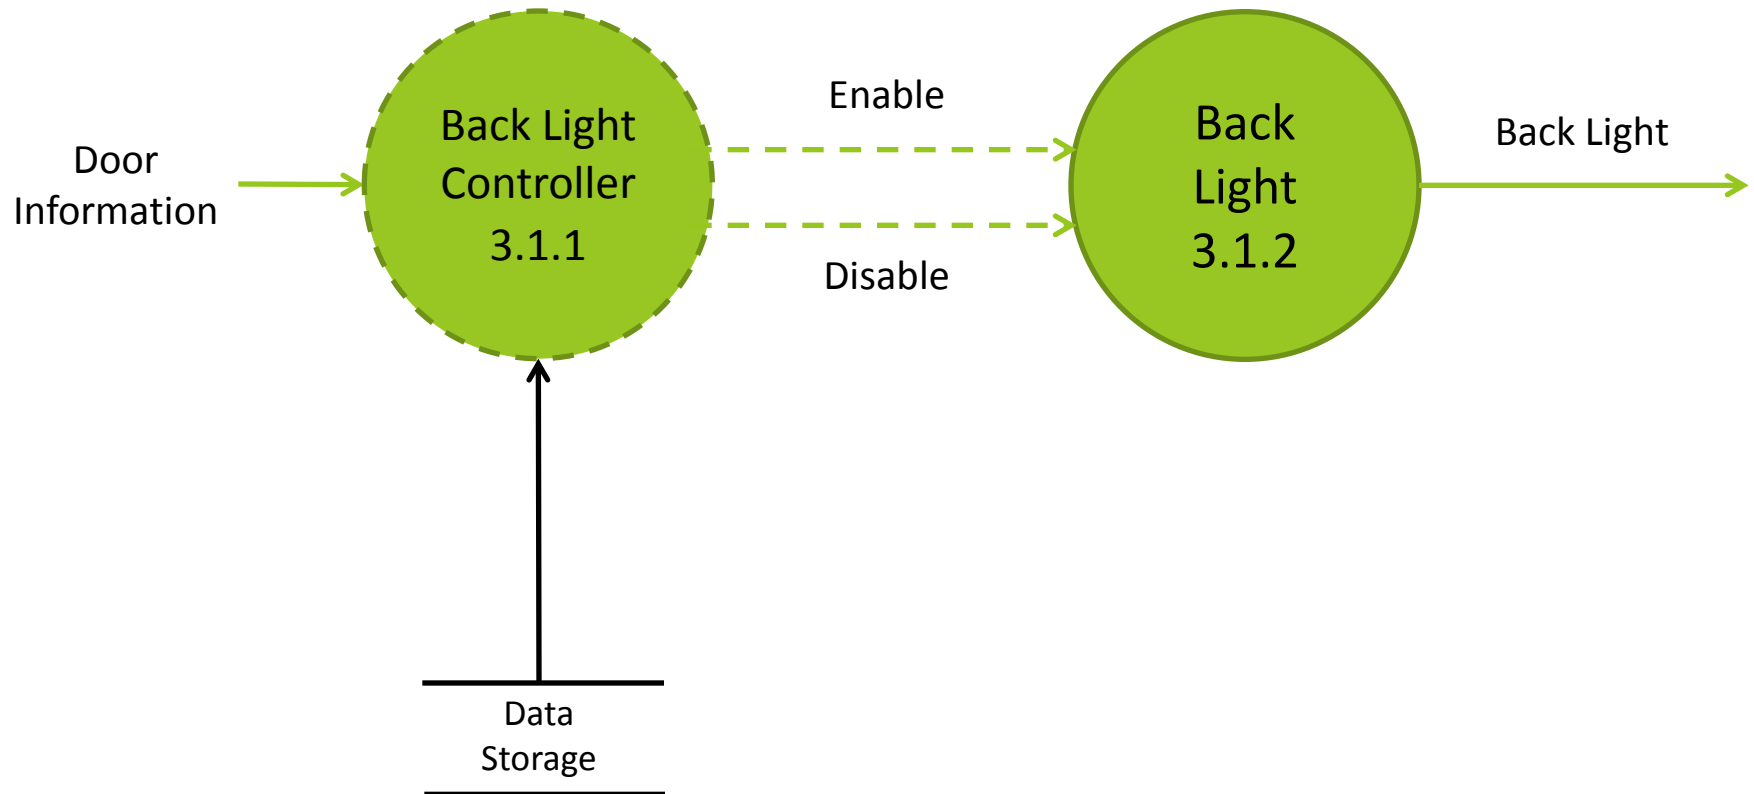 Door
Information
Back Light
Controller
3.1.1
Enable
Disable
Back
Light
3.1.2
Back Light
Data
Storage